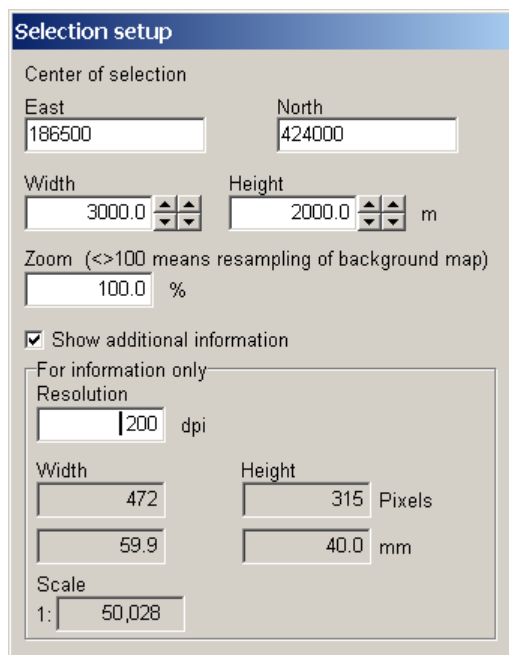 Selection setup
Center of selection
East North
186500 424000
Width Height
3000.0 2000.0 m
Zoom (<>100 means resampling of background map)
100.0 %
Show additional information
For information only
Resolution
200 dpi
Width Height
472 315 Pixels
59.9 40.0 mm
Scale
1: 50,028